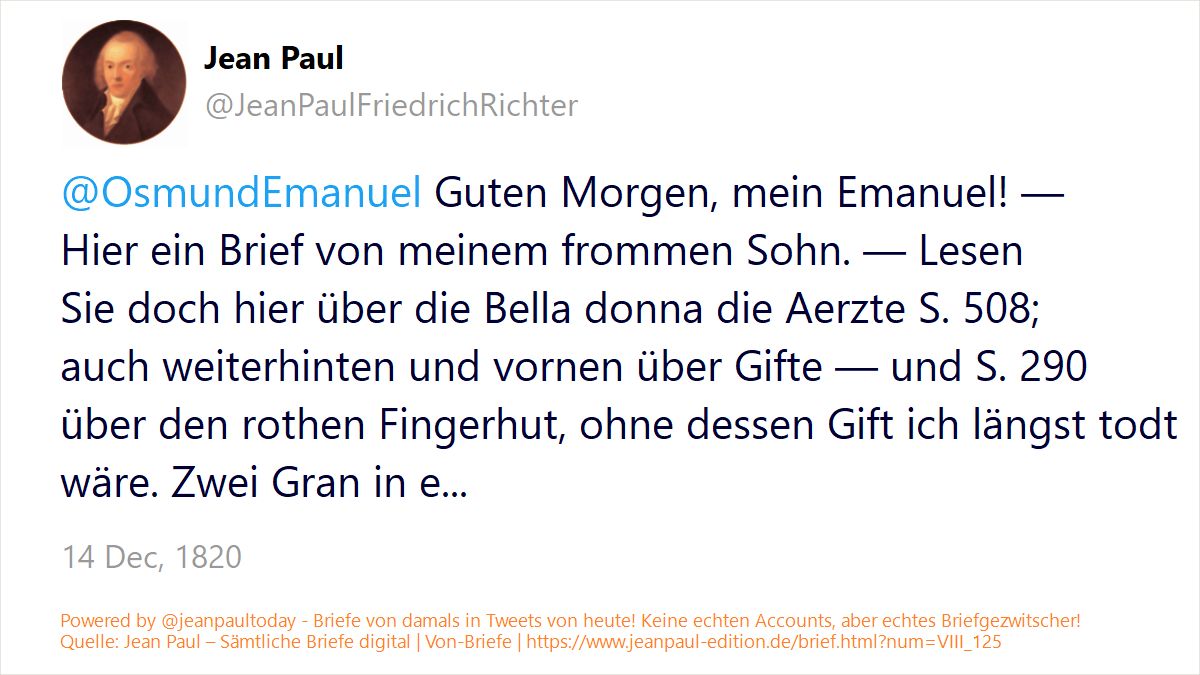 Jean Paul
@JeanPaulFriedrichRichter
@OsmundEmanuel Guten Morgen, mein Emanuel! —
Hier ein Brief von meinem frommen Sohn. — Lesen
Sie doch hier über die Bella donna die Aerzte S. 508;
auch weiterhinten und vornen über Gifte — und S. 290
über den rothen Fingerhut, ohne dessen Gift ich längst todt
wäre. Zwei Gran in e...
14 Dec, 1820
Powered by @jeanpaultoday - Briefe von damals in Tweets von heute! Keine echten Accounts, aber echtes Briefgezwitscher!
Quelle: Jean Paul – Sämtliche Briefe digital | Von-Briefe | https://www.jeanpaul-edition.de/brief.html?num=VIII_125